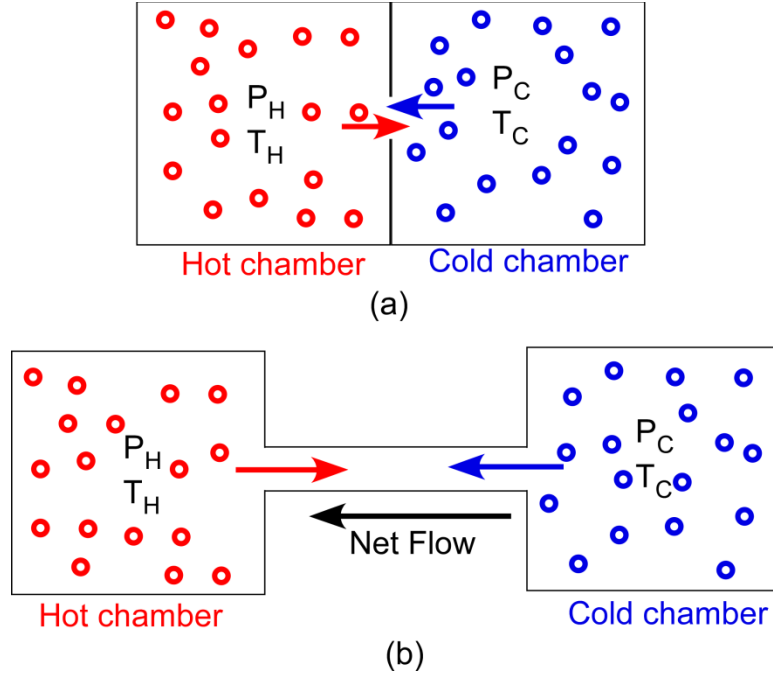 P_H
T_H
P_C
T_C
Hot chamber
Cold chamber
(a)
P_H
T_H
P_C
T_C
Net Flow
Hot chamber
Cold chamber
(b)